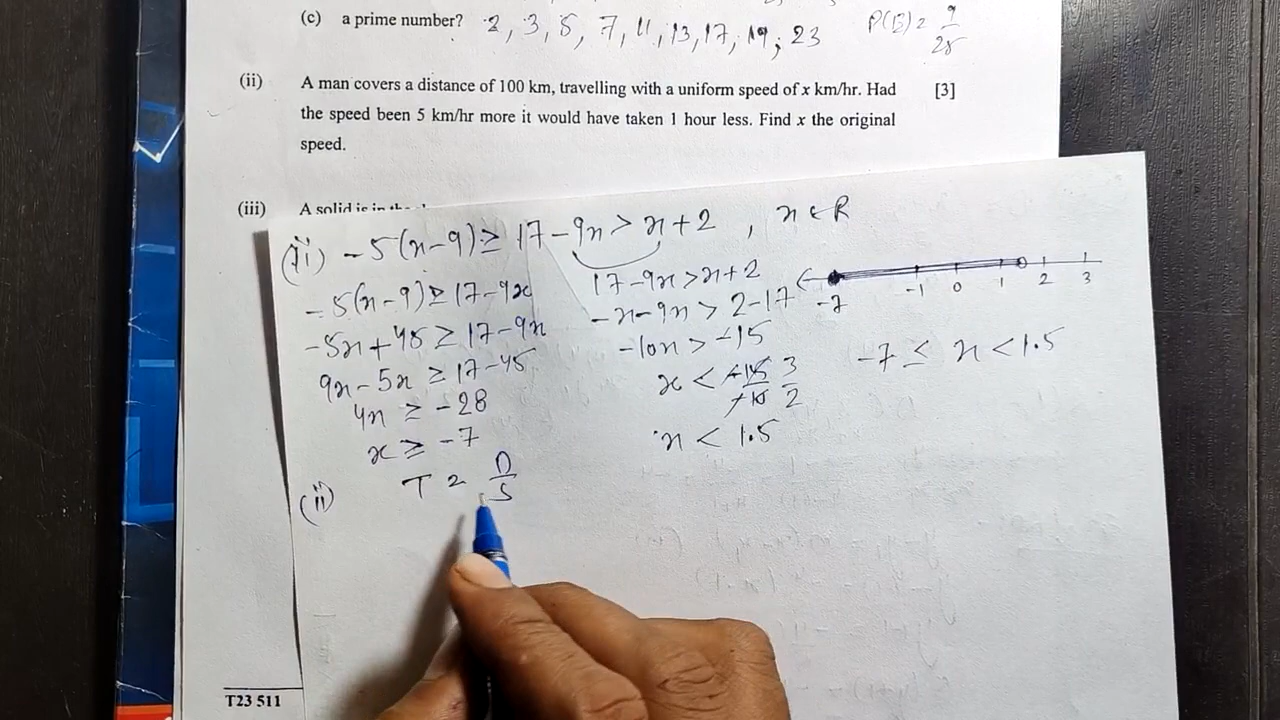 (c) a prime number? 2, 3, 5, 7, 11, 13, 17, 19, 23 P(E) = 9/25
(ii) A man covers a distance of 100 km, travelling with a uniform speed of x km/hr. Had [3]
the speed been 5 km/hr more it would have taken 1 hour less. Find x the original
speed.
(iii) A solid is in the
(ii) -5(x-9) ≥ 17-9x > x+2 , x ∈ R
-5(x-9) ≥ 17-9x
-5x+45 ≥ 17-9x
9x-5x ≥ 17-45
4x ≥ -28
x ≥ -7
17-9x > x+2
-x-9x > 2-17
-10x > -15
x < -15/-10 3/2
x < 1.5
-7 -1 0 1 2 3
-7 ≤ x < 1.5
(ii) T = D/S
T23 511